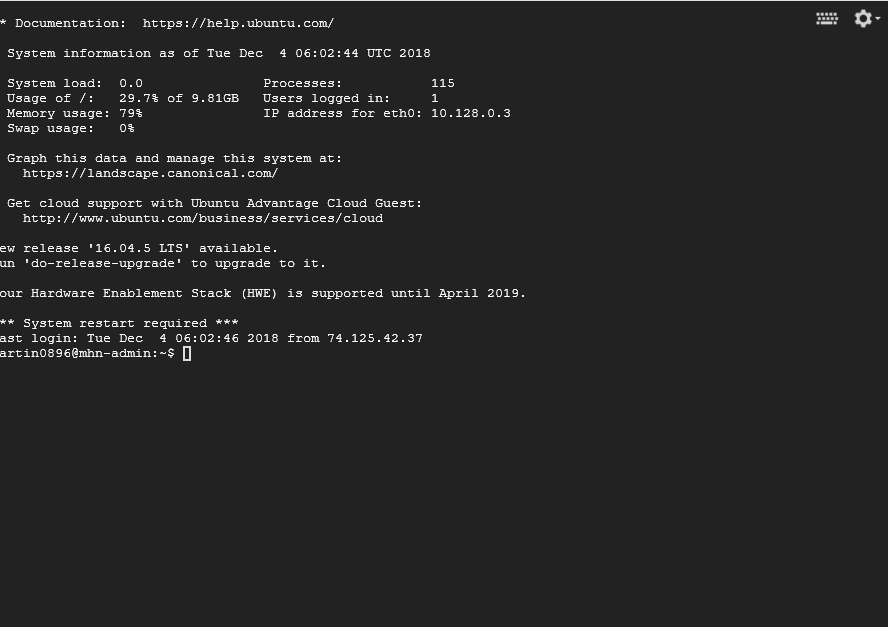 * Documentation:  https://help.ubuntu.com/
System information as of Tue Dec  4 06:02:44 UTC 2018
System load:  0.0               Processes:           115
Usage of /:   29.7% of 9.81GB   Users logged in:     1
Memory usage: 79%               IP address for eth0: 10.128.0.3
Swap usage:   0%
Graph this data and manage this system at:
https://landscape.canonical.com/
Get cloud support with Ubuntu Advantage Cloud Guest:
http://www.ubuntu.com/business/services/cloud
ew release '16.04.5 LTS' available.
un 'do-release-upgrade' to upgrade to it.
our Hardware Enablement Stack (HWE) is supported until April 2019.
** System restart required ***
ast login: Tue Dec  4 06:02:46 2018 from 74.125.42.37
artin0896@mhn-admin:~$